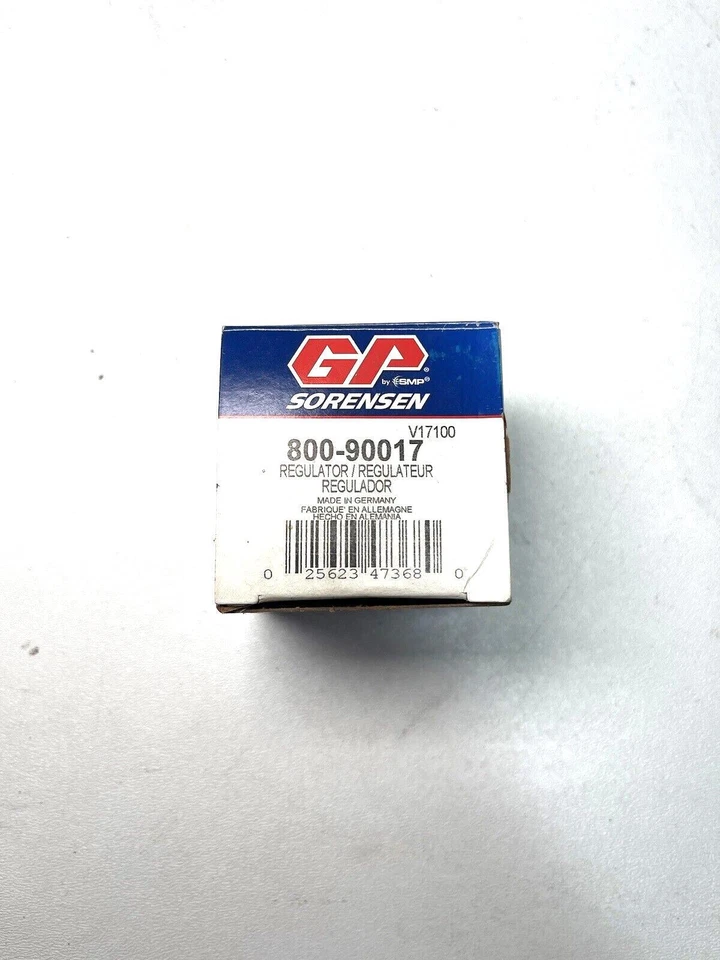 GP
by SMP®
SORENSEN
V17100
800-90017
REGULATOR / REGULATEUR
REGULADOR
MADE IN GERMANY
FABRIQUE' EN ALLEMAGNE
HECHO EN ALEMANIA
0 25623 47368 0